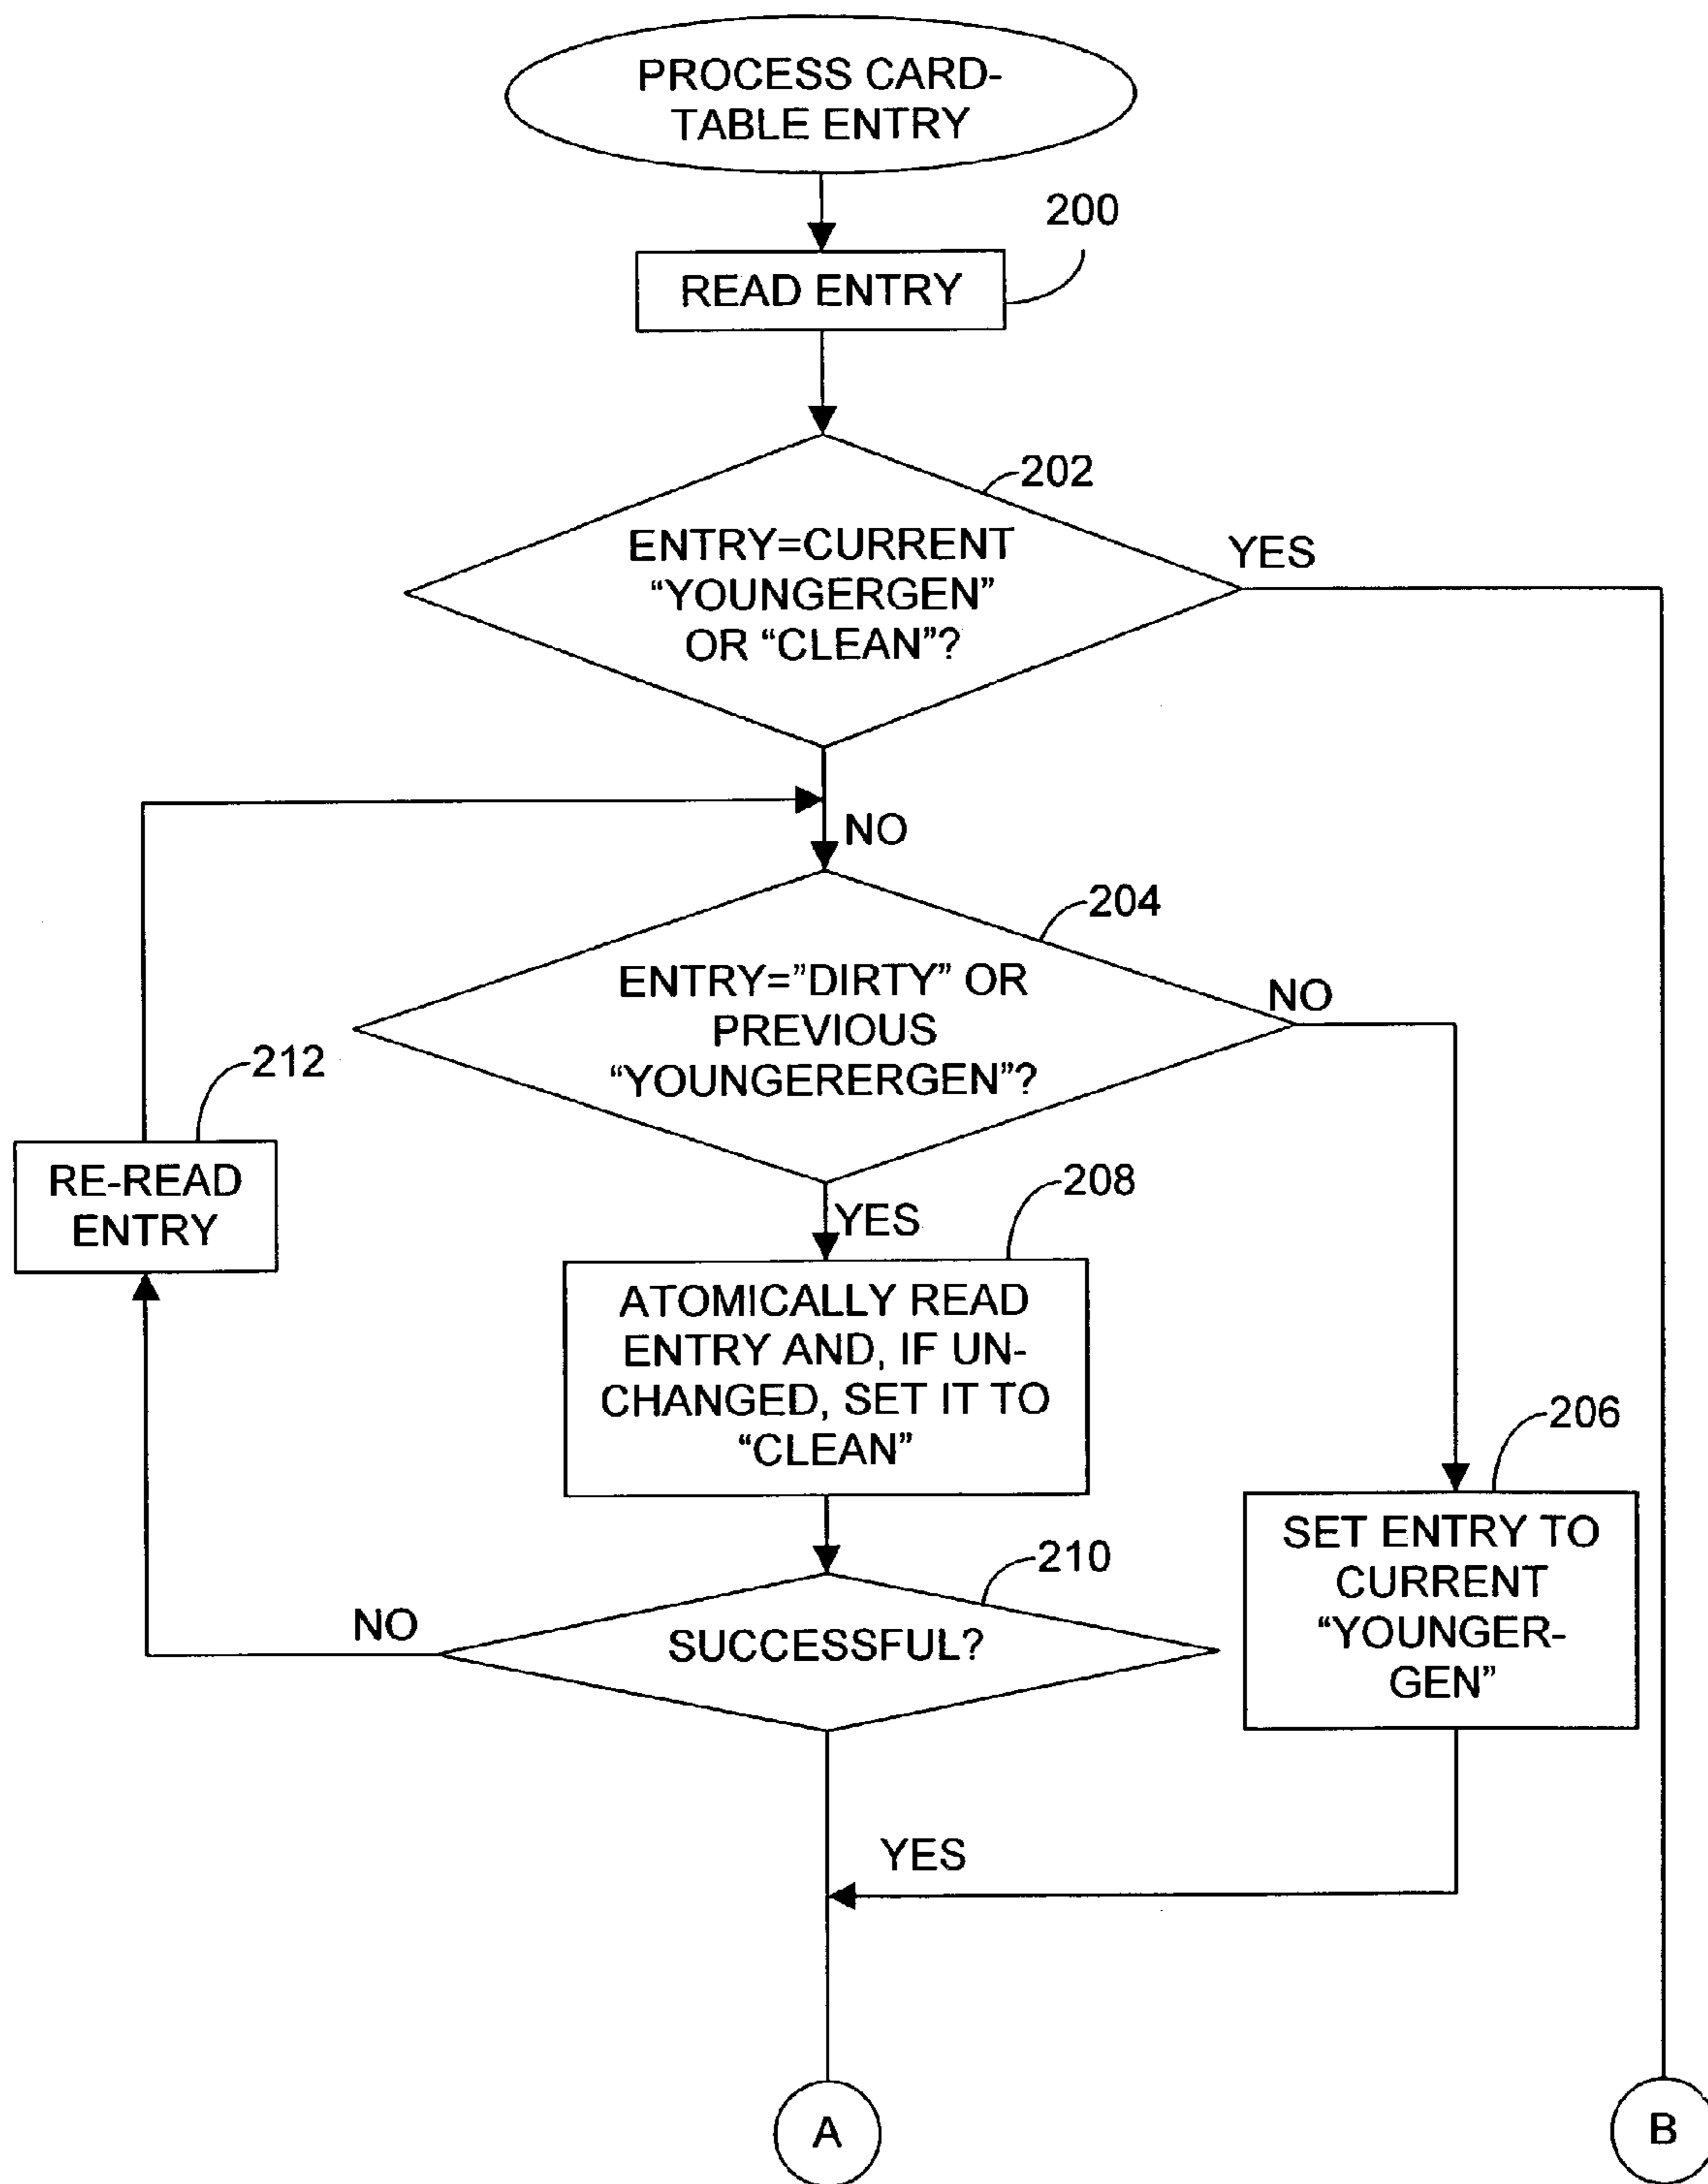 PROCESS CARD-
TABLE ENTRY
200
READ ENTRY
202
ENTRY=CURRENT
“YOUNGERGEN”
OR “CLEAN”?
YES
NO
204
ENTRY=”DIRTY” OR
PREVIOUS
“YOUNGERERGEN”?
NO
212
RE-READ
ENTRY
YES
208
ATOMICALLY READ
ENTRY AND, IF UN-
CHANGED, SET IT TO
“CLEAN”
206
SET ENTRY TO
CURRENT
“YOUNGER-
GEN”
210
SUCCESSFUL?
NO
YES
A
B